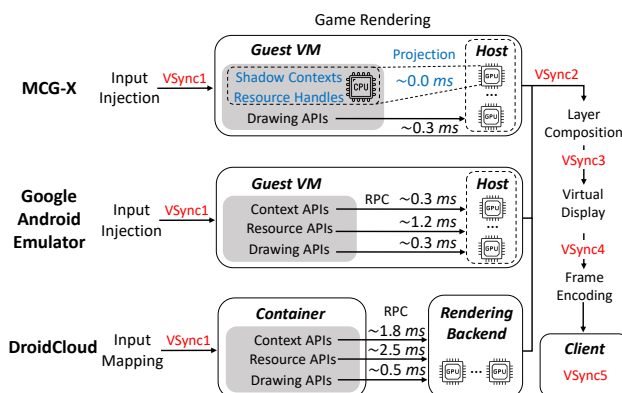 Game Rendering
MCG-X
Input
Injection
VSync1
Guest VM
Shadow Contexts
Resource Handles
CPU
Drawing APIs
Projection
~0.0 ms
~0.3 ms
Host
GPU
...
GPU
VSync2
Layer
Composition
VSync3
Virtual
Display
VSync4
Frame
Encoding
Client
VSync5
Google
Android
Emulator
Input
Injection
VSync1
Guest VM
Context APIs
Resource APIs
Drawing APIs
RPC
~0.3 ms
~1.2 ms
~0.3 ms
Host
GPU
...
GPU
DroidCloud
Input
Mapping
VSync1
Container
Context APIs
Resource APIs
Drawing APIs
RPC
~1.8 ms
~2.5 ms
~0.5 ms
Rendering
Backend
GPU ... GPU